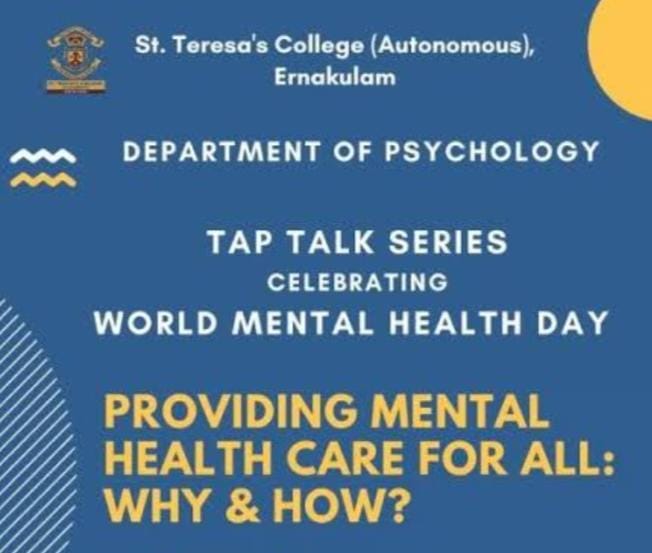 St. Teresa's College (Autonomous),
Ernakulam
DEPARTMENT OF PSYCHOLOGY
TAP TALK SERIES
CELEBRATING
WORLD MENTAL HEALTH DAY
PROVIDING MENTAL
HEALTH CARE FOR ALL:
WHY & HOW?